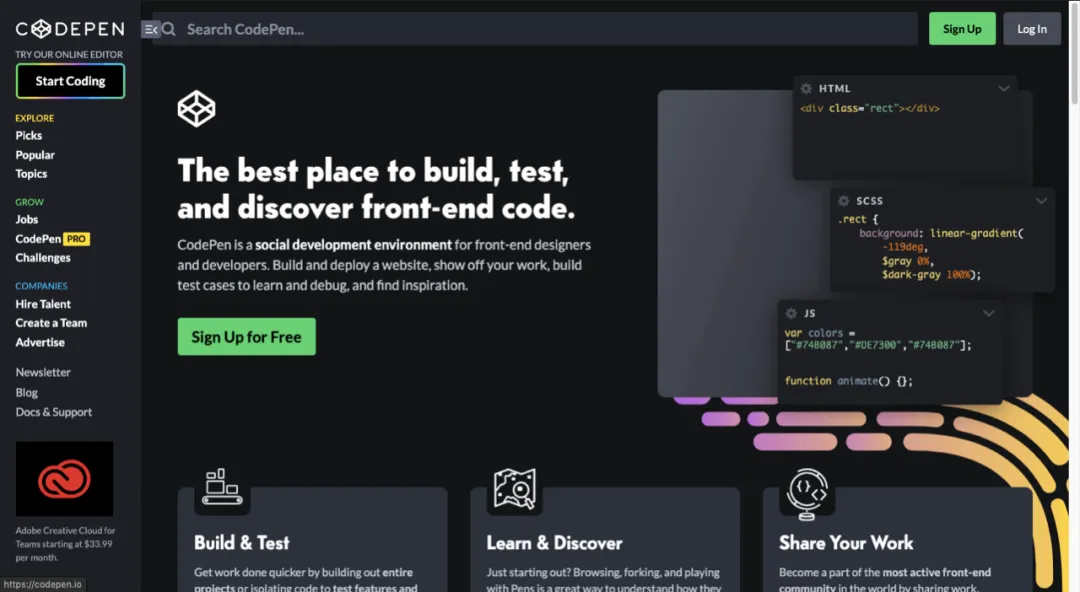 CODEPEN
TRY OUR ONLINE EDITOR
Start Coding
EXPLORE
Picks
Popular
Topics
GROW
Jobs
CodePen PRO
Challenges
COMPANIES
Hire Talent
Create a Team
Advertise
Newsletter
Blog
Docs & Support
Adobe Creative Cloud for
Teams starting at $33.99
per month.
https://codepen.io
Search CodePen...
Sign Up
Log In
The best place to build, test,
and discover front-end code.
CodePen is a social development environment for front-end designers
and developers. Build and deploy a website, show off your work, build
test cases to learn and debug, and find inspiration.
Sign Up for Free
HTML
<div class="rect"></div>
SCSS
.rect {
background: linear-gradient(
-119deg,
$gray 0%,
$dark-gray 100%);
JS
var colors =
["#74B087","#DE7300","#74B087"];
function animate() {};
Build & Test
Get work done quicker by building out entire
projects or isolating code to test features and
Learn & Discover
Just starting out? Browsing, forking, and playing
with Pens is a great way to understand how they
Share Your Work
Become a part of the most active front-end
community in the world by sharing work.